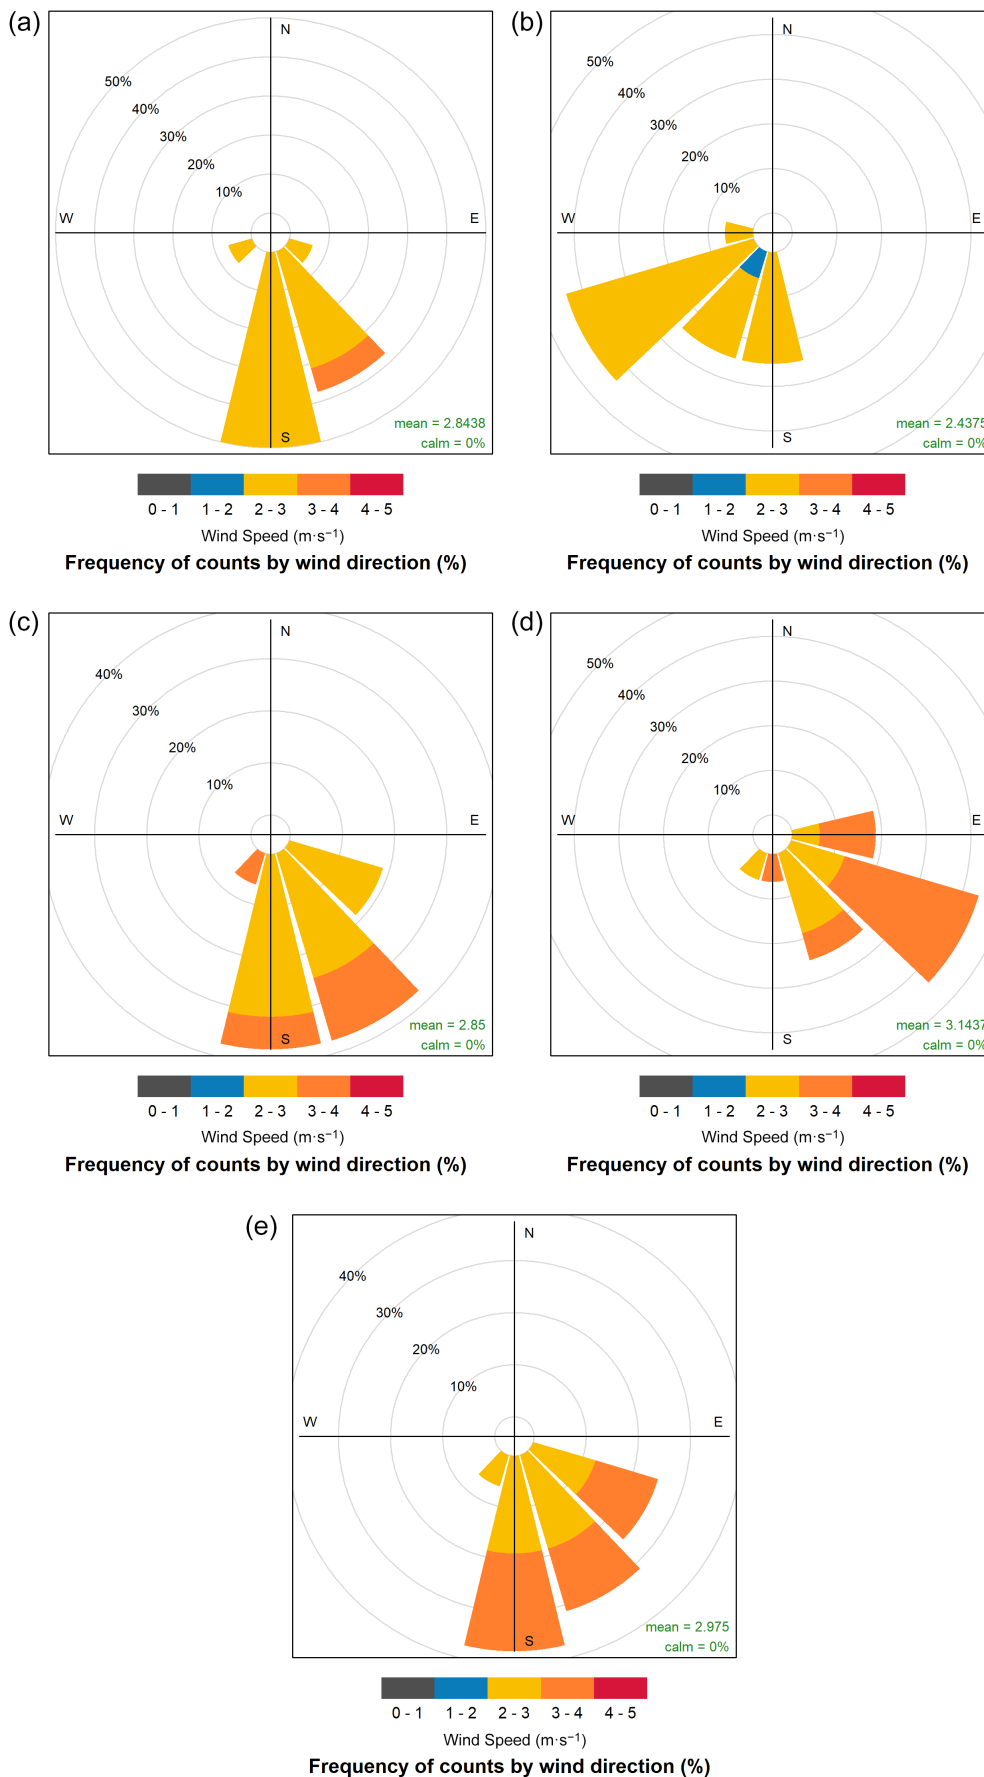 (a)
N
50%
40%
30%
20%
10%
W
E
S
mean = 2.8438
calm = 0%
0 - 1 1 - 2 2 - 3 3 - 4 4 - 5
Wind Speed (m·s⁻¹)
Frequency of counts by wind direction (%)
(b)
N
50%
40%
30%
20%
10%
W
E
S
mean = 2.4375
calm = 0%
0 - 1 1 - 2 2 - 3 3 - 4 4 - 5
Wind Speed (m·s⁻¹)
Frequency of counts by wind direction (%)
(c)
N
40%
30%
20%
10%
W
E
S
mean = 2.85
calm = 0%
0 - 1 1 - 2 2 - 3 3 - 4 4 - 5
Wind Speed (m·s⁻¹)
Frequency of counts by wind direction (%)
(d)
N
50%
40%
30%
20%
10%
W
E
S
mean = 3.1437
calm = 0%
0 - 1 1 - 2 2 - 3 3 - 4 4 - 5
Wind Speed (m·s⁻¹)
Frequency of counts by wind direction (%)
(e)
N
40%
30%
20%
10%
W
E
S
mean = 2.975
calm = 0%
0 - 1 1 - 2 2 - 3 3 - 4 4 - 5
Wind Speed (m·s⁻¹)
Frequency of counts by wind direction (%)